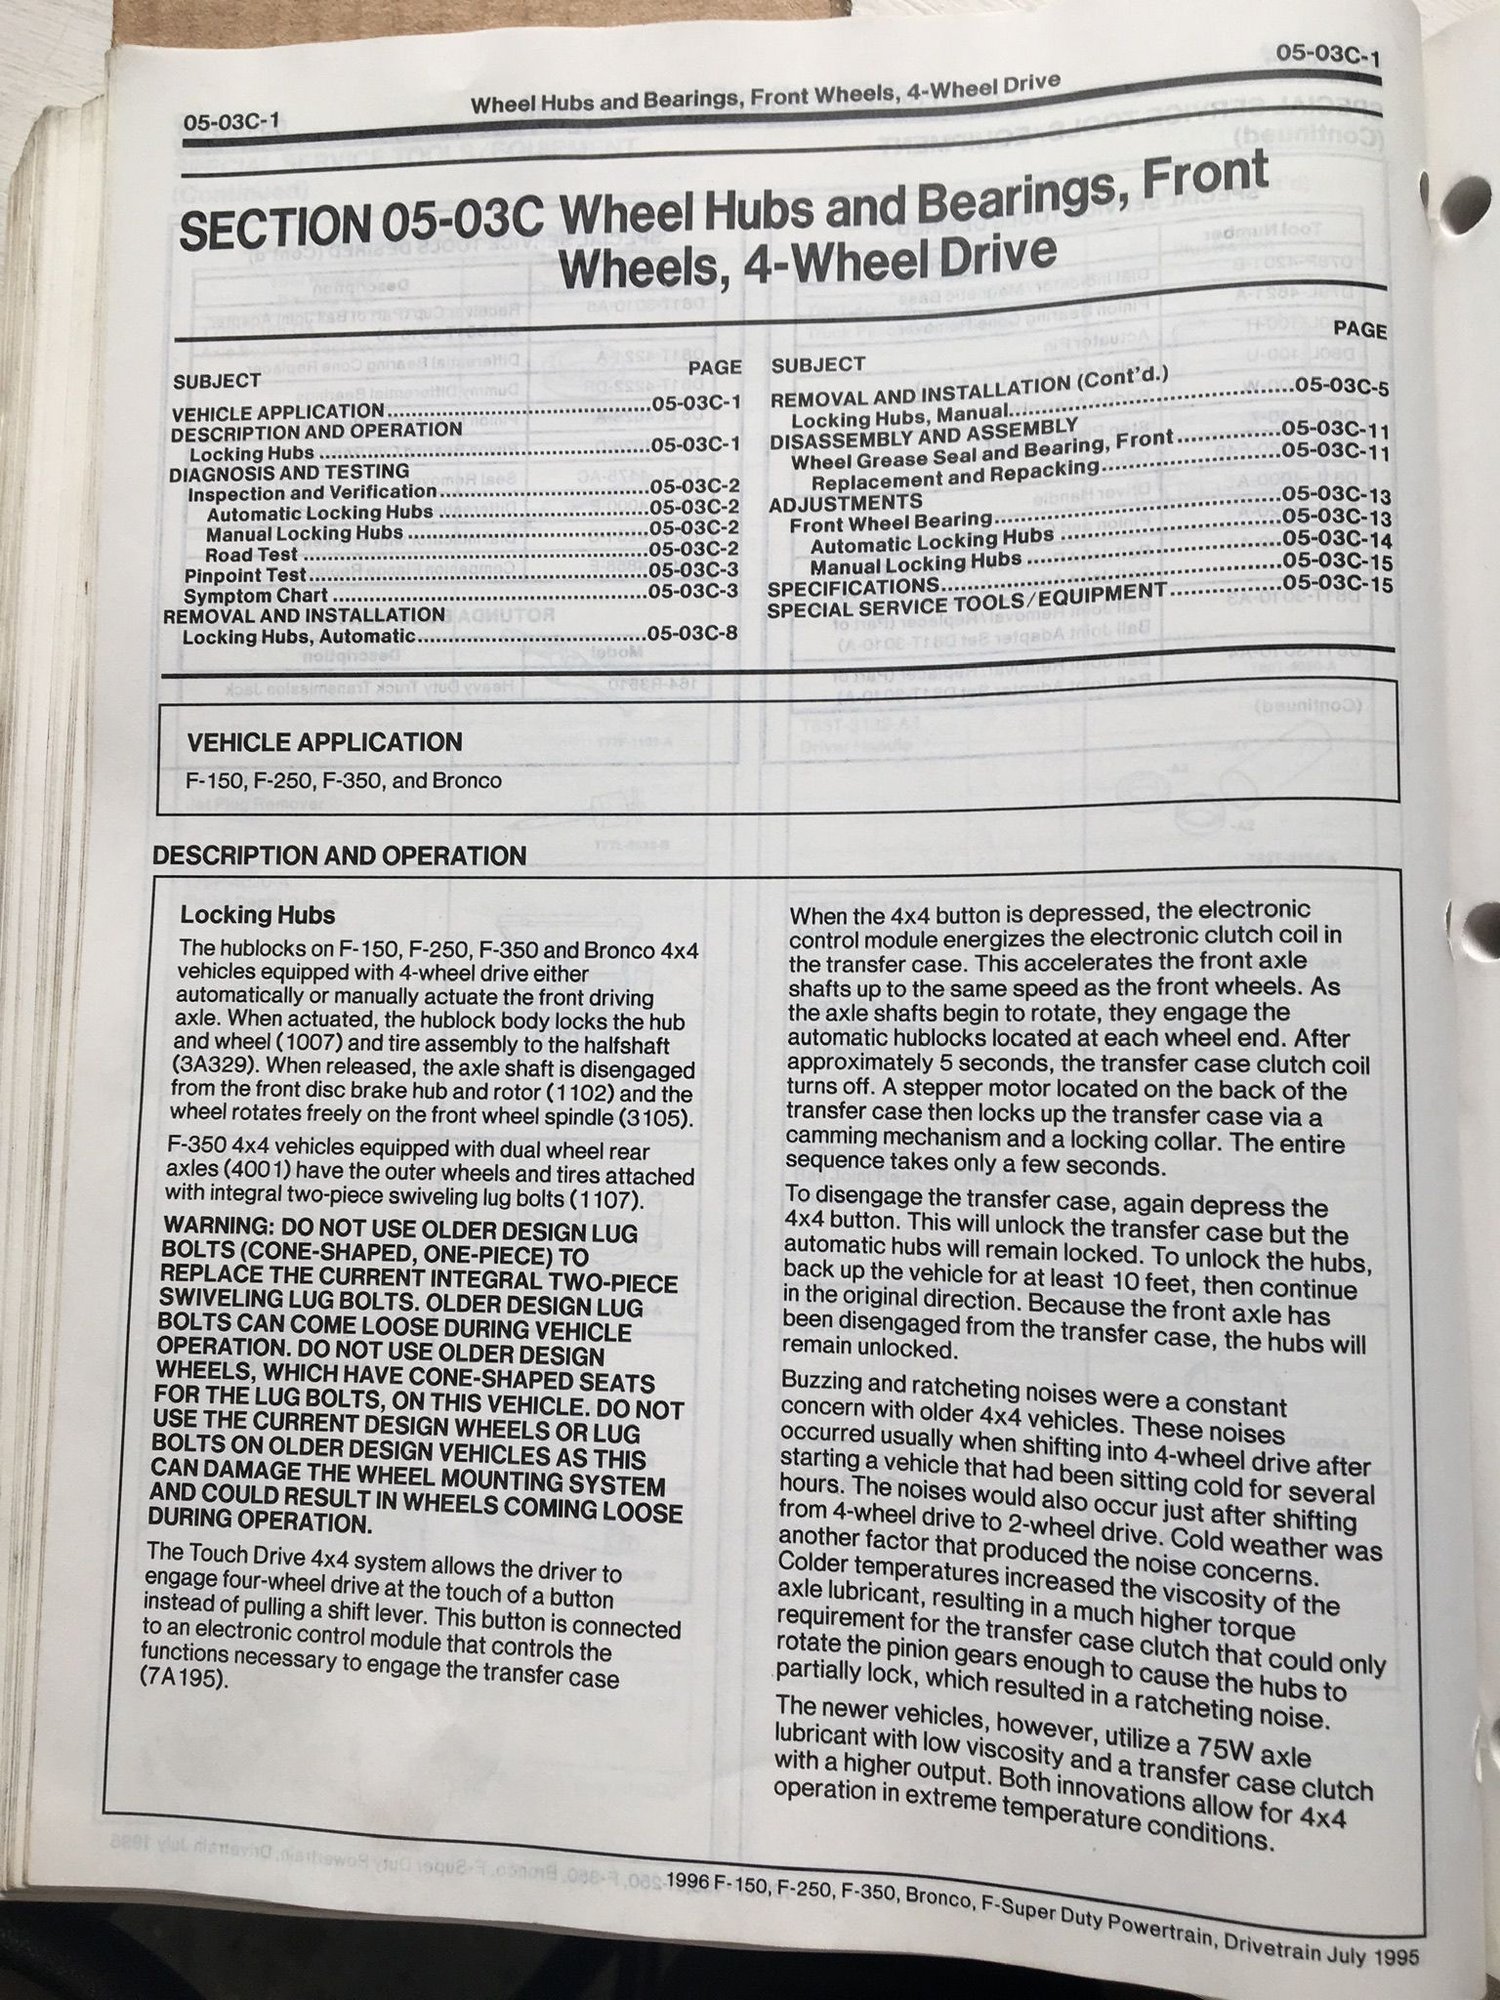 05-03C-1
Wheel Hubs and Bearings, Front Wheels, 4-Wheel Drive
05-03C-1
SECTION 05-03C Wheel Hubs and Bearings, Front
Wheels, 4-Wheel Drive
SUBJECT PAGE
VEHICLE APPLICATION..........05-03C-1
DESCRIPTION AND OPERATION
Locking Hubs ..........05-03C-1
DIAGNOSIS AND TESTING
Inspection and Verification..........05-03C-2
Automatic Locking Hubs ..........05-03C-2
Manual Locking Hubs ..........05-03C-2
Road Test ..........05-03C-2
Pinpoint Test..........05-03C-3
Symptom Chart ..........05-03C-3
REMOVAL AND INSTALLATION
Locking Hubs, Automatic..........05-03C-8
SUBJECT PAGE
REMOVAL AND INSTALLATION (Cont'd.)
Locking Hubs, Manual..........05-03C-5
DISASSEMBLY AND ASSEMBLY
Wheel Grease Seal and Bearing, Front ..........05-03C-11
Replacement and Repacking..........05-03C-11
ADJUSTMENTS
Front Wheel Bearing..........05-03C-13
Automatic Locking Hubs ..........05-03C-13
Manual Locking Hubs ..........05-03C-14
SPECIFICATIONS..........05-03C-15
SPECIAL SERVICE TOOLS/EQUIPMENT..........05-03C-15
VEHICLE APPLICATION
F-150, F-250, F-350, and Bronco
DESCRIPTION AND OPERATION
Locking Hubs
The hublocks on F-150, F-250, F-350 and Bronco 4x4
vehicles equipped with 4-wheel drive either
automatically or manually actuate the front driving
axle. When actuated, the hublock body locks the hub
and wheel (1007) and tire assembly to the halfshaft
(3A329). When released, the axle shaft is disengaged
from the front disc brake hub and rotor (1102) and the
wheel rotates freely on the front wheel spindle (3105).
F-350 4x4 vehicles equipped with dual wheel rear
axles (4001) have the outer wheels and tires attached
with integral two-piece swiveling lug bolts (1107).
WARNING: DO NOT USE OLDER DESIGN LUG
BOLTS (CONE-SHAPED, ONE-PIECE) TO
REPLACE THE CURRENT INTEGRAL TWO-PIECE
SWIVELING LUG BOLTS. OLDER DESIGN LUG
BOLTS CAN COME LOOSE DURING VEHICLE
OPERATION. DO NOT USE OLDER DESIGN
WHEELS, WHICH HAVE CONE-SHAPED SEATS
FOR THE LUG BOLTS, ON THIS VEHICLE. DO NOT
USE THE CURRENT DESIGN WHEELS OR LUG
BOLTS ON OLDER DESIGN VEHICLES AS THIS
CAN DAMAGE THE WHEEL MOUNTING SYSTEM
AND COULD RESULT IN WHEELS COMING LOOSE
DURING OPERATION.
The Touch Drive 4x4 system allows the driver to
engage four-wheel drive at the touch of a button
instead of pulling a shift lever. This button is connected
to an electronic control module that controls the
functions necessary to engage the transfer case
(7A195).
When the 4x4 button is depressed, the electronic
control module energizes the electronic clutch coil in
the transfer case. This accelerates the front axle
shafts up to the same speed as the front wheels. As
the axle shafts begin to rotate, they engage the
automatic hublocks located at each wheel end. After
approximately 5 seconds, the transfer case clutch coil
turns off. A stepper motor located on the back of the
transfer case then locks up the transfer case via a
camming mechanism and a locking collar. The entire
sequence takes only a few seconds.
To disengage the transfer case, again depress the
4x4 button. This will unlock the transfer case but the
automatic hubs will remain locked. To unlock the hubs,
back up the vehicle for at least 10 feet, then continue
in the original direction. Because the front axle has
been disengaged from the transfer case, the hubs will
remain unlocked.
Buzzing and ratcheting noises were a constant
concern with older 4x4 vehicles. These noises
occurred usually when shifting into 4-wheel drive after
starting a vehicle that had been sitting cold for several
hours. The noises would also occur just after shifting
from 4-wheel drive to 2-wheel drive. Cold weather was
another factor that produced the noise concerns.
Colder temperatures increased the viscosity of the
axle lubricant, resulting in a much higher torque
requirement for the transfer case clutch that could only
rotate the pinion gears enough to cause the hubs to
partially lock, which resulted in a ratcheting noise.
The newer vehicles, however, utilize a 75W axle
lubricant with low viscosity and a transfer case clutch
with a higher output. Both innovations allow for 4x4
operation in extreme temperature conditions.
1996 F-150, F-250, F-350, Bronco, F-Super Duty Powertrain, Drivetrain July 1995